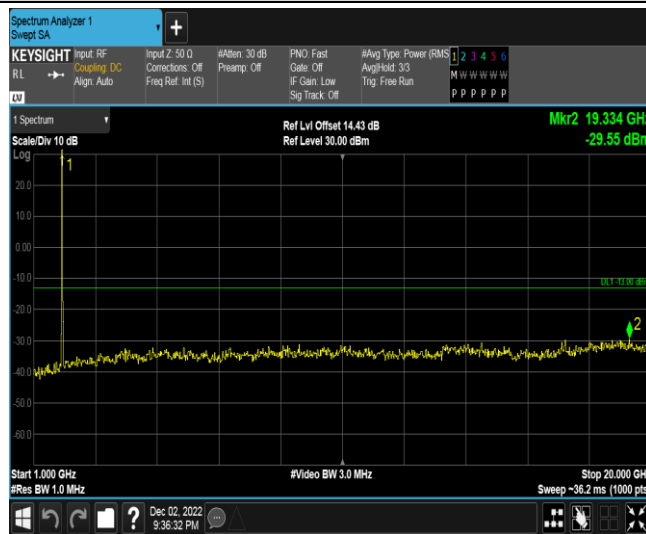 Spectrum Analyzer 1
Swept SA
+
KEYSIGHT
RL
Input: RF
Coupling: DC
Align: Auto
Input Z: 50 Ω
Corrections: Off
Freq Ref: Int (S)
#Atten: 30 dB
Preamp: Off
PNO: Fast
Gate: Off
IF Gain: Low
Sig Track: Off
#Avg Type: Power (RMS
Avg|Hold: 3/3
Trig: Free Run
1 2 3 4 5 6
M W W W W W
P P P P P P
LXI
1 Spectrum
Scale/Div 10 dB
Ref Lvl Offset 14.43 dB
Ref Level 30.00 dBm
Mkr2 19.334 GHz
-29.55 dBm
Log
1
20.0
10.0
0.00
-10.0
DL1 -13.00 dBm
-20.0
2
-30.0
-40.0
-50.0
-60.0
Start 1.000 GHz
#Res BW 1.0 MHz
#Video BW 3.0 MHz
Stop 20.000 GHz
Sweep ~36.2 ms (1000 pts)
?
Dec 02, 2022
9:36:32 PM